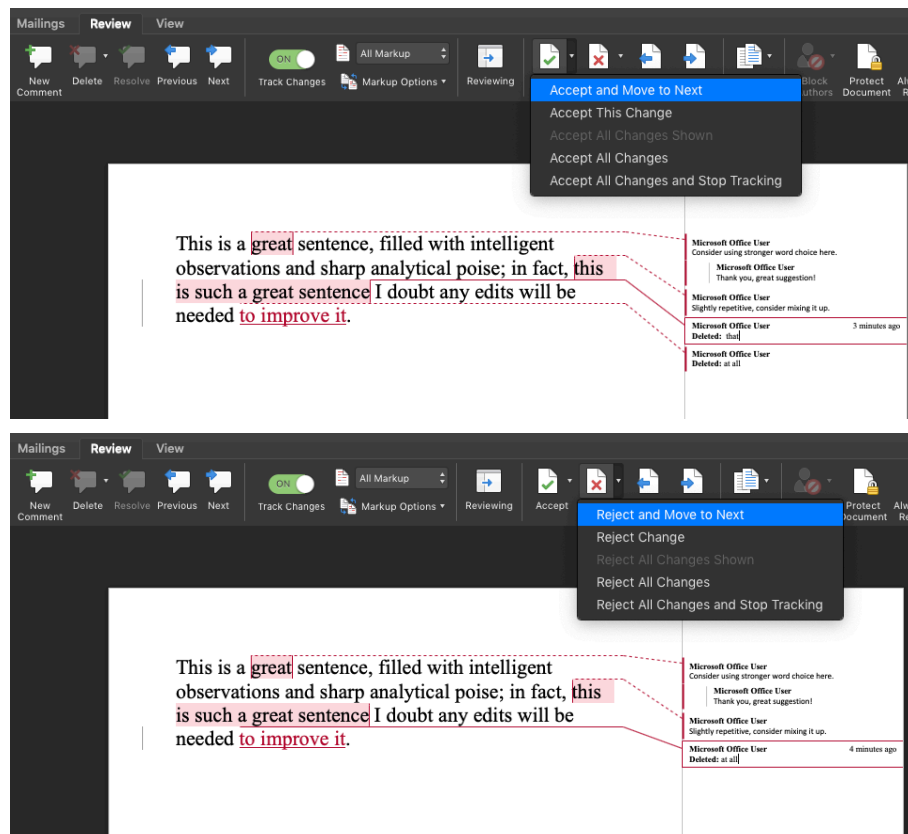 Mailings Review View
ON All Markup
New Comment Delete Resolve Previous Next Track Changes Markup Options Reviewing Block Authors Protect Document
Accept and Move to Next
Accept This Change
Accept All Changes Shown
Accept All Changes
Accept All Changes and Stop Tracking
This is a great sentence, filled with intelligent
observations and sharp analytical poise; in fact, this
is such a great sentence I doubt any edits will be
needed to improve it.
Microsoft Office User
Consider using stronger word choice here.
Microsoft Office User
Thank you, great suggestion!
Microsoft Office User
Slightly repetitive, consider mixing it up.
Microsoft Office User 3 minutes ago
Deleted: that
Microsoft Office User
Deleted: at all
Mailings Review View
ON All Markup
New Comment Delete Resolve Previous Next Track Changes Markup Options Reviewing Accept Protect Document
Reject and Move to Next
Reject Change
Reject All Changes Shown
Reject All Changes
Reject All Changes and Stop Tracking
This is a great sentence, filled with intelligent
observations and sharp analytical poise; in fact, this
is such a great sentence I doubt any edits will be
needed to improve it.
Microsoft Office User
Consider using stronger word choice here.
Microsoft Office User
Thank you, great suggestion!
Microsoft Office User
Slightly repetitive, consider mixing it up.
Microsoft Office User 4 minutes ago
Deleted: at all